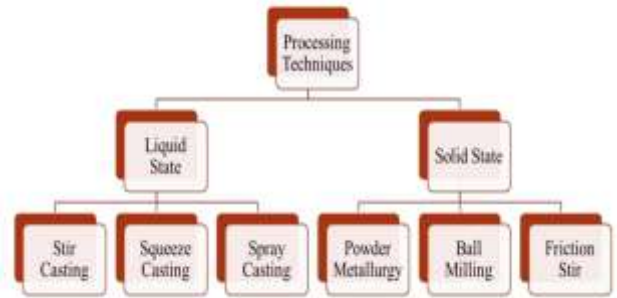 Processing
Techniques
Liquid
State
Solid State
Stir
Casting
Squeeze
Casting
Spray
Casting
Powder
Metallurgy
Ball
Milling
Friction
Stir